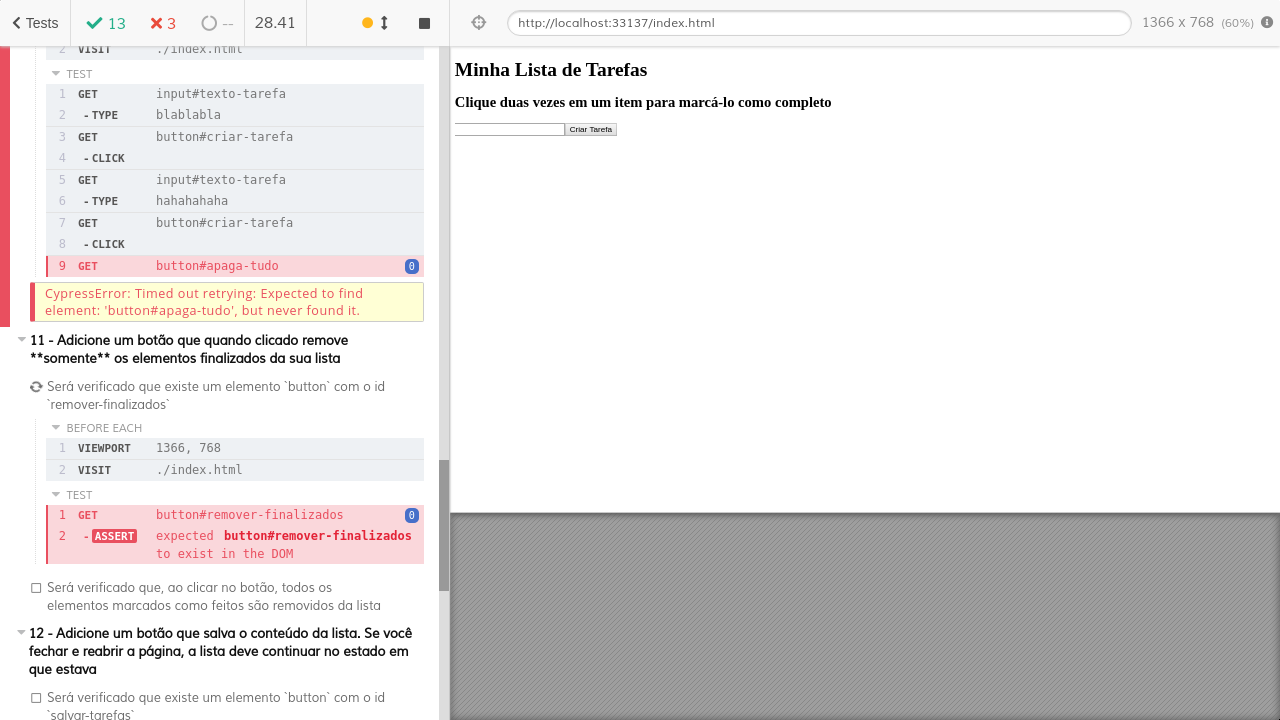 Tests 13 3 -- 28.41 http://localhost:33137/index.html 1366 x 768 (60%)
2 VISIT ./index.html
TEST
1 GET input#texto-tarefa
2 - TYPE blablabla
3 GET button#criar-tarefa
4 - CLICK
5 GET input#texto-tarefa
6 - TYPE hahahahaha
7 GET button#criar-tarefa
8 - CLICK
9 GET button#apaga-tudo 0
CypressError: Timed out retrying: Expected to find
element: 'button#apaga-tudo', but never found it.
11 - Adicione um botão que quando clicado remove
**somente** os elementos finalizados da sua lista
Será verificado que existe um elemento `button` com o id
`remover-finalizados`
BEFORE EACH
1 VIEWPORT 1366, 768
2 VISIT ./index.html
TEST
1 GET button#remover-finalizados 0
2 - ASSERT expected button#remover-finalizados
to exist in the DOM
Será verificado que, ao clicar no botão, todos os
elementos marcados como feitos são removidos da lista
12 - Adicione um botão que salva o conteúdo da lista. Se você
fechar e reabrir a página, a lista deve continuar no estado em
que estava
Será verificado que existe um elemento `button` com o id
`salvar-tarefas`
Minha Lista de Tarefas
Clique duas vezes em um item para marcá-lo como completo
Criar Tarefa